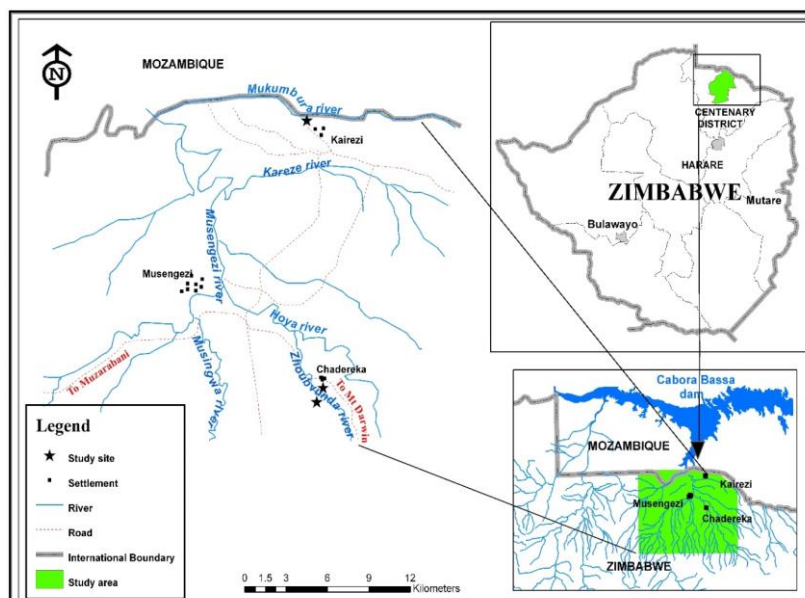 N
MOZAMBIQUE
Mukumbura river
Kairezi
Kareze river
Musengezi river
Musengezi
Hoya river
Musingwa river
Chadereka
To Muzarabani
To Mt Darwin
Legend
Study site
Settlement
River
Road
International Boundary
Study area
0 1.5 3 6 9 12
Kilometers
CENTENARY
DISTRICT
HARARE
ZIMBABWE
Mutare
Bulawayo
Cabora Bassa
dam
MOZAMBIQUE
Kairezi
Musengezi
Chadereka
ZIMBABWE